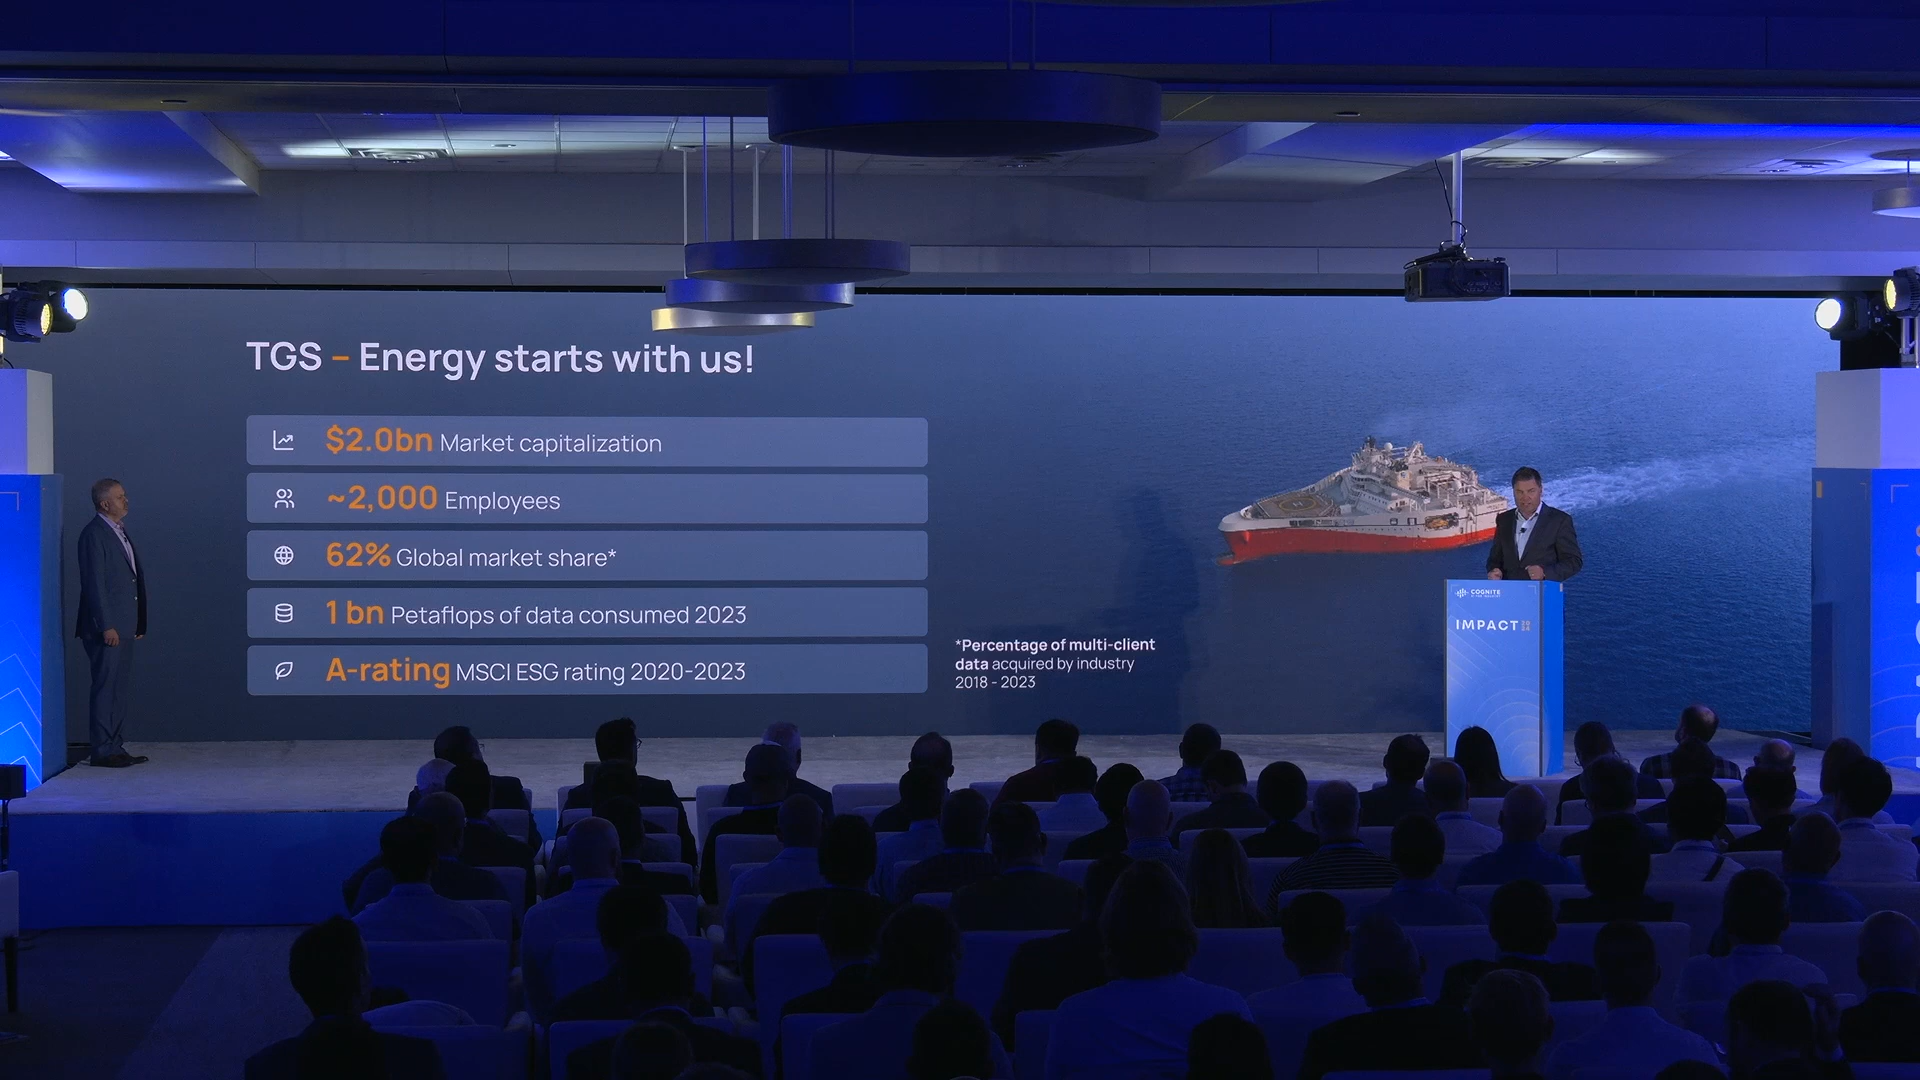 TGS – Energy starts with us!
$2.0bn Market capitalization
~2,000 Employees
62% Global market share*
1 bn Petaflops of data consumed 2023
A-rating MSCI ESG rating 2020-2023
*Percentage of multi-client
data acquired by industry
2018 - 2023
COGNITE
IMPACT